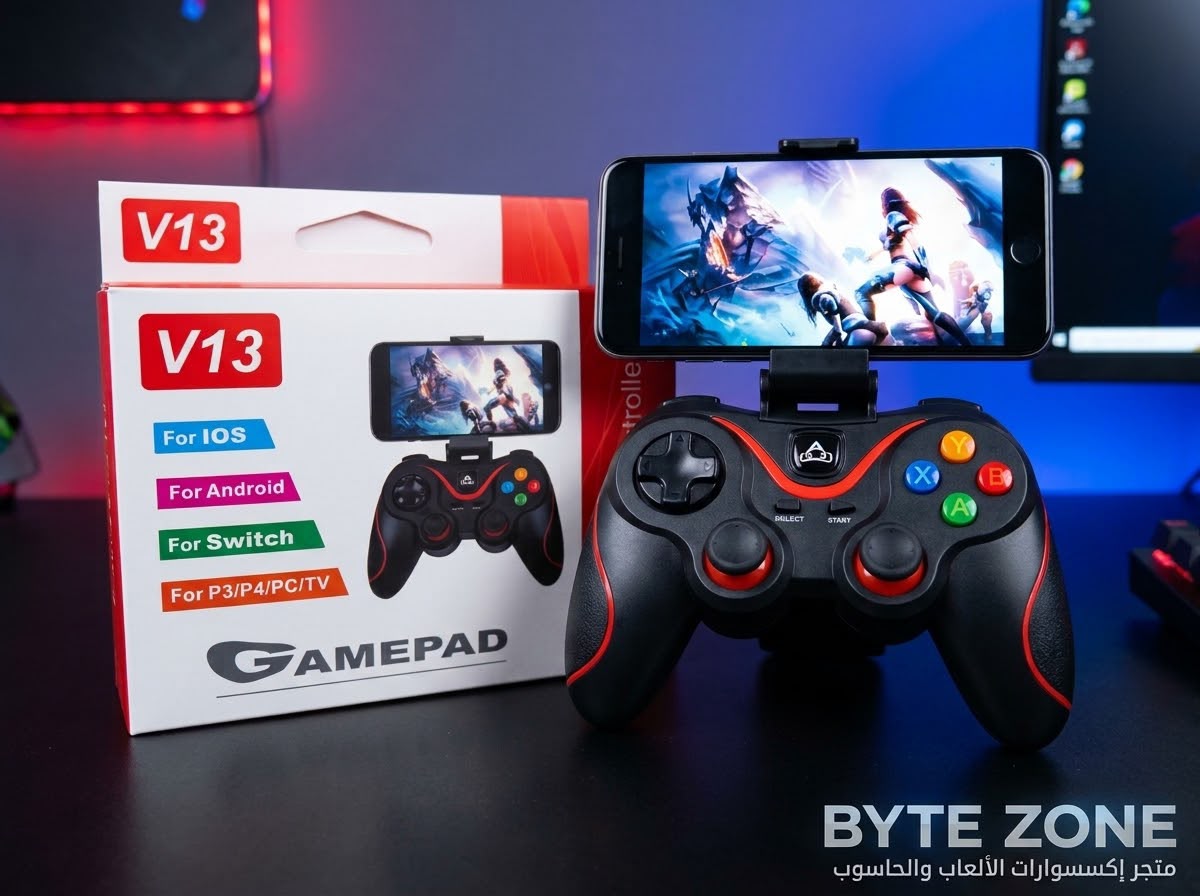 V13
V13
For IOS
For Android
For Switch
For P3/P4/PC/TV
GAMEPAD
Y
X
B
A
START
BYTE ZONE
متجر إكسسوارات الألعاب والحاسوب